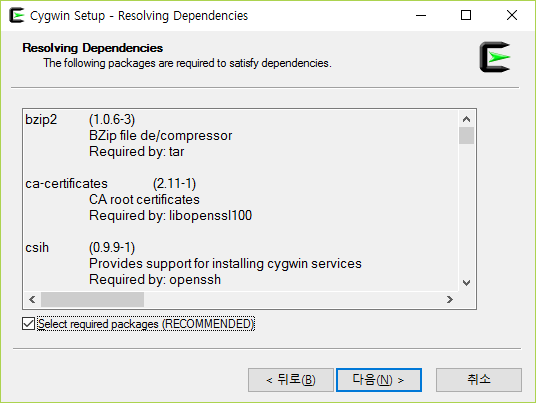 Cygwin Setup - Resolving Dependencies
Resolving Dependencies
The following packages are required to satisfy dependencies.
bzip2 (1.0.6-3)
BZip file de/compressor
Required by: tar
ca-certificates (2.11-1)
CA root certificates
Required by: libopenssl100
csih (0.9.9-1)
Provides support for installing cygwin services
Required by: openssh
Select required packages (RECOMMENDED)
< 뒤로(B) 다음(N) > 취소